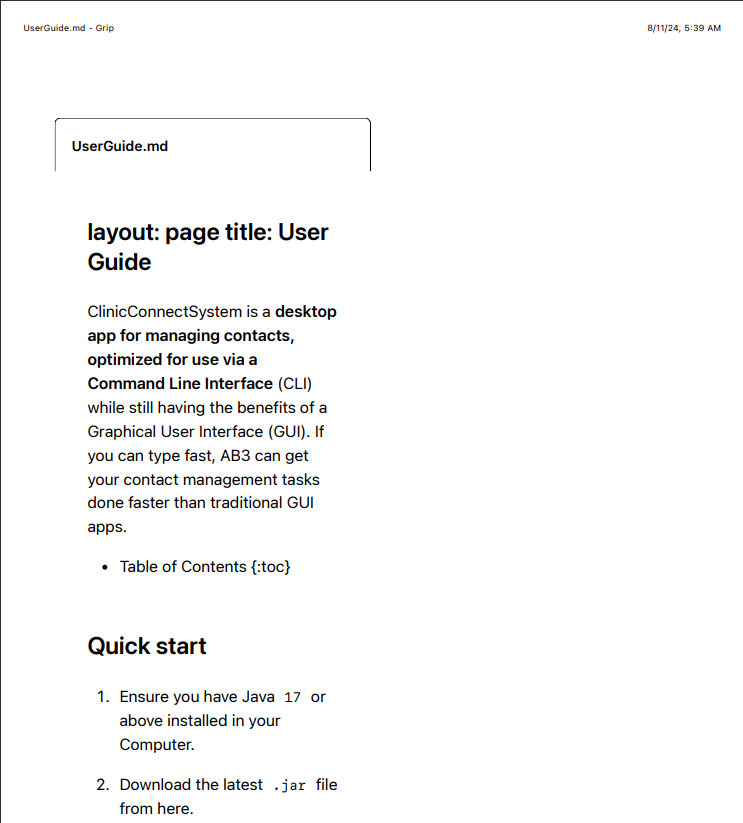 UserGuide.md - Grip
8/11/24, 5:39 AM
UserGuide.md
layout: page title: User
Guide
ClinicConnectSystem is a desktop
app for managing contacts,
optimized for use via a
Command Line Interface (CLI)
while still having the benefits of a
Graphical User Interface (GUI). If
you can type fast, AB3 can get
your contact management tasks
done faster than traditional GUI
apps.
• Table of Contents {:toc}
Quick start
1. Ensure you have Java 17 or
above installed in your
Computer.
2. Download the latest .jar file
from here.